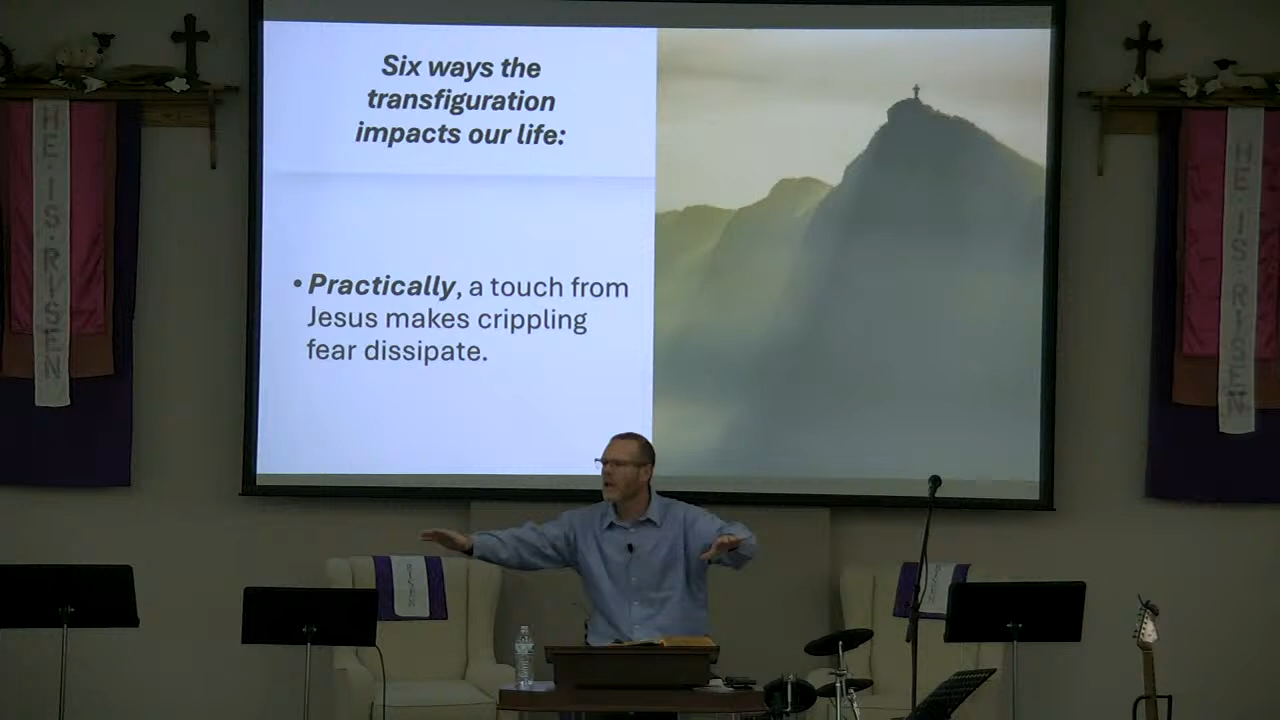 Six ways the
transfiguration
impacts our life:
• Practically, a touch from
Jesus makes crippling
fear dissipate.
HE·IS·RISEN
HE·IS·RISEN